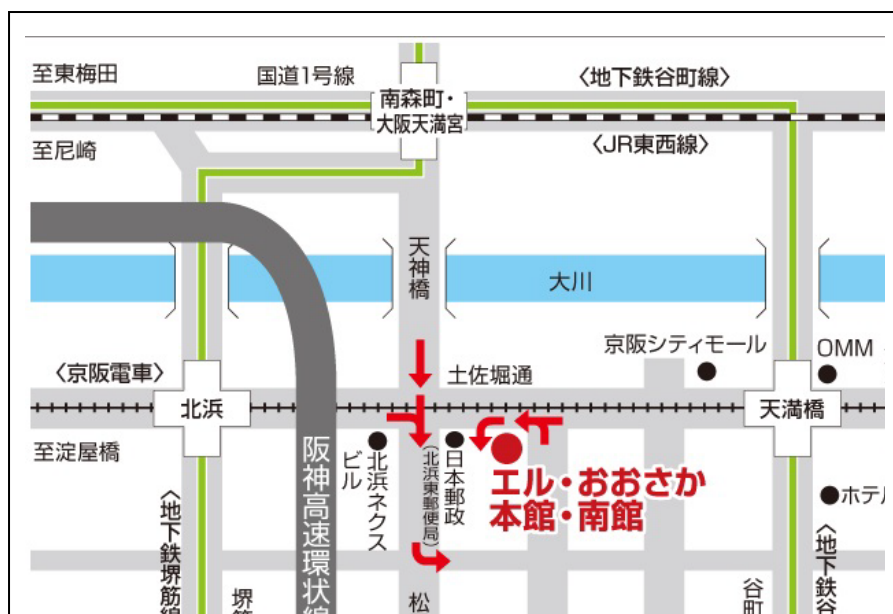 至東梅田
国道1号線
〈地下鉄谷町線〉
南森町・
大阪天満宮
至尼崎
〈JR東西線〉
天神橋
大川
京阪シティモール
OMM
〈京阪電車〉
土佐堀通
北浜
天満橋
至淀屋橋
阪神高速環状線
北浜ネクス
ビル
(北浜東郵便局)
日本郵政
エル・おおさか
本館・南館
ホテル
〈地下鉄堺筋線
堺筋
松
谷町
〈地下鉄谷